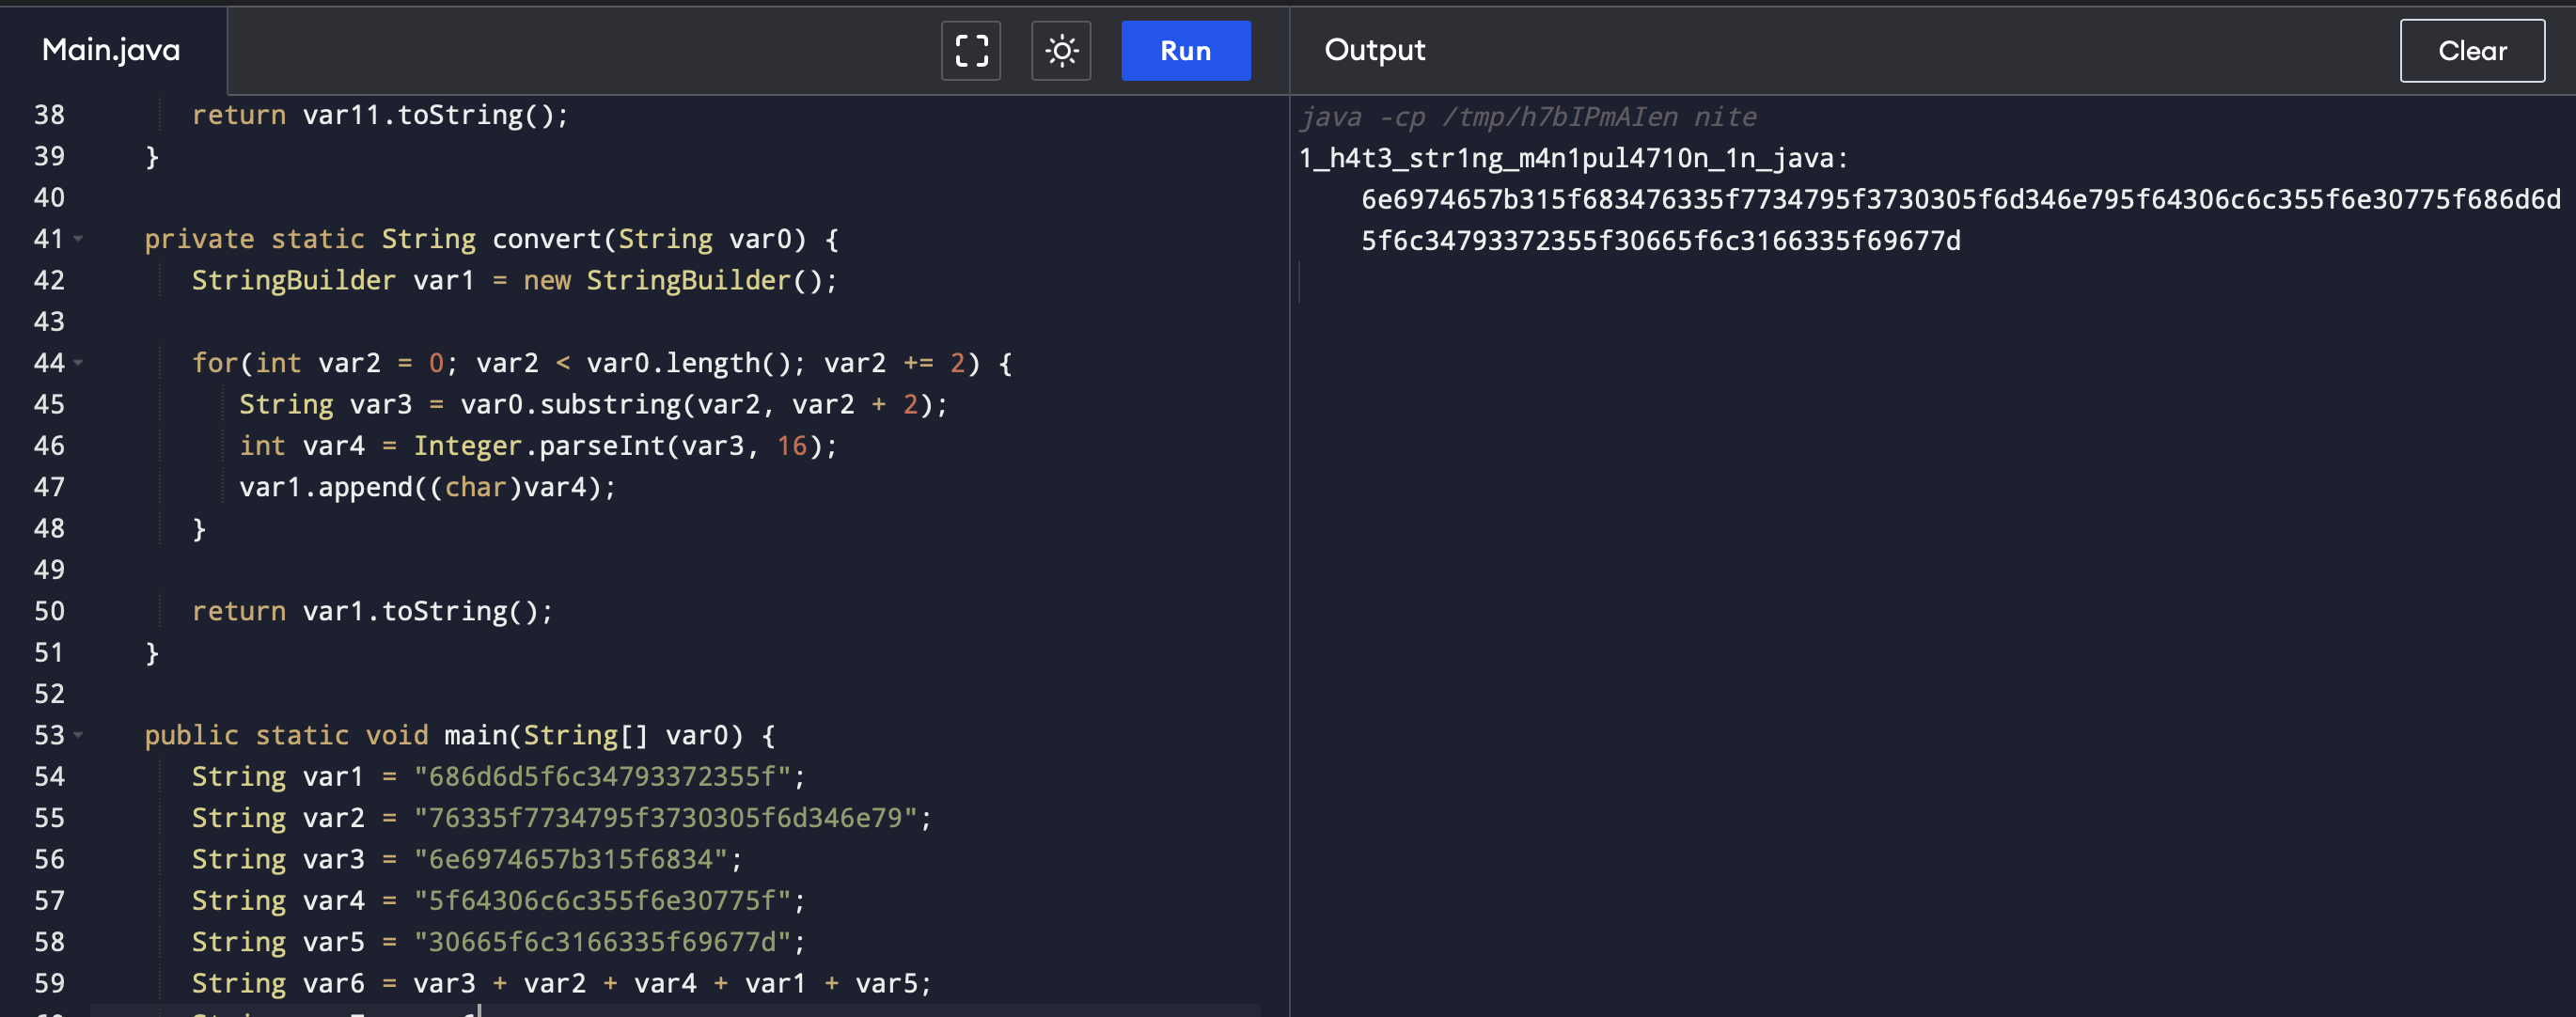 Main.java
Run
Output
Clear
38 return var11.toString();
39 }
40
41 private static String convert(String var0) {
42 StringBuilder var1 = new StringBuilder();
43
44 for(int var2 = 0; var2 < var0.length(); var2 += 2) {
45 String var3 = var0.substring(var2, var2 + 2);
46 int var4 = Integer.parseInt(var3, 16);
47 var1.append((char)var4);
48 }
49
50 return var1.toString();
51 }
52
53 public static void main(String[] var0) {
54 String var1 = "686d6d5f6c34793372355f";
55 String var2 = "76335f7734795f3730305f6d346e79";
56 String var3 = "6e6974657b315f6834";
57 String var4 = "5f64306c6c355f6e30775f";
58 String var5 = "30665f6c3166335f69677d";
59 String var6 = var3 + var2 + var4 + var1 + var5;
java -cp /tmp/h7bIPmAIen nite
1_h4t3_str1ng_m4n1pul4710n_1n_java:
6e6974657b315f683476335f7734795f3730305f6d346e795f64306c6c355f6e30775f686d6d
5f6c34793372355f30665f6c3166335f69677d